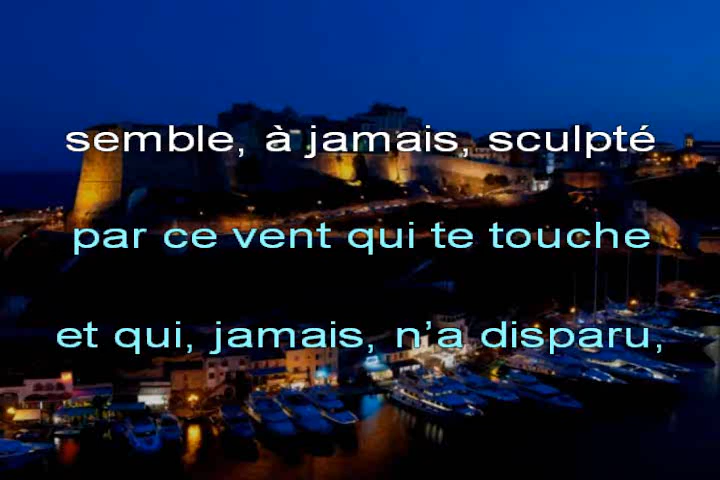 semble, à jamais, sculpté
par ce vent qui te touche
et qui, jamais, n’a disparu,